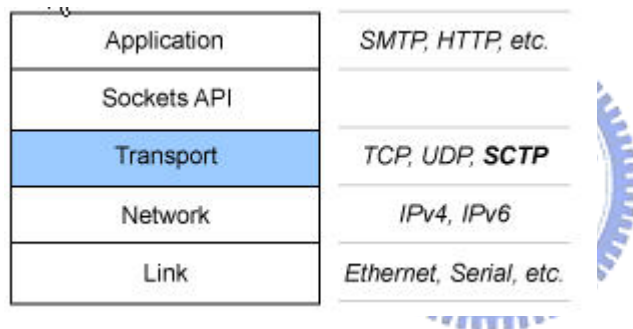 Application SMTP, HTTP, etc.
Sockets API
Transport TCP, UDP, SCTP
Network IPv4, IPv6
Link Ethernet, Serial, etc.